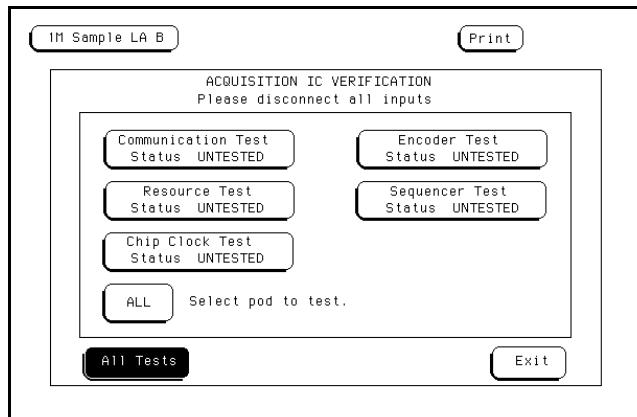 1M Sample LA B
Print
ACQUISITION IC VERIFICATION
Please disconnect all inputs
Communication Test
Status UNTESTED
Encoder Test
Status UNTESTED
Resource Test
Status UNTESTED
Sequencer Test
Status UNTESTED
Chip Clock Test
Status UNTESTED
ALL
Select pod to test.
All Tests
Exit